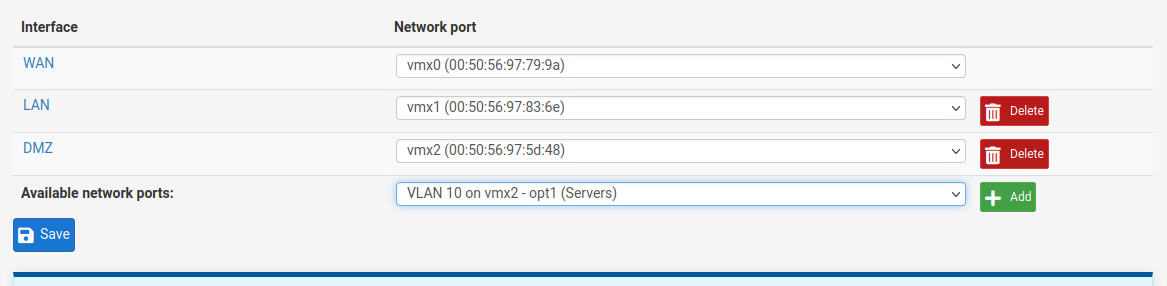 Interface Network port
WAN vmx0 (00:50:56:97:79:9a)
LAN vmx1 (00:50:56:97:83:6e) Delete
DMZ vmx2 (00:50:56:97:5d:48) Delete
Available network ports: VLAN 10 on vmx2 - opt1 (Servers) Add
Save